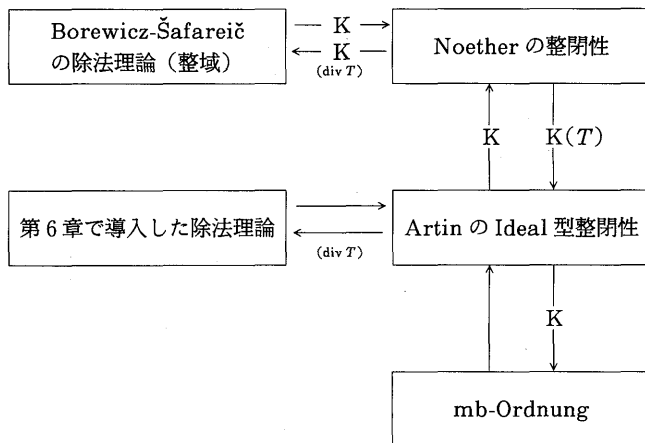 Borewicz-Šafareič
の除法理論（整域）
K
K
(div T)
Noether の整閉性
K
K(T)
第6章で導入した除法理論
(div T)
Artin の Ideal 型整閉性
K
mb-Ordnung